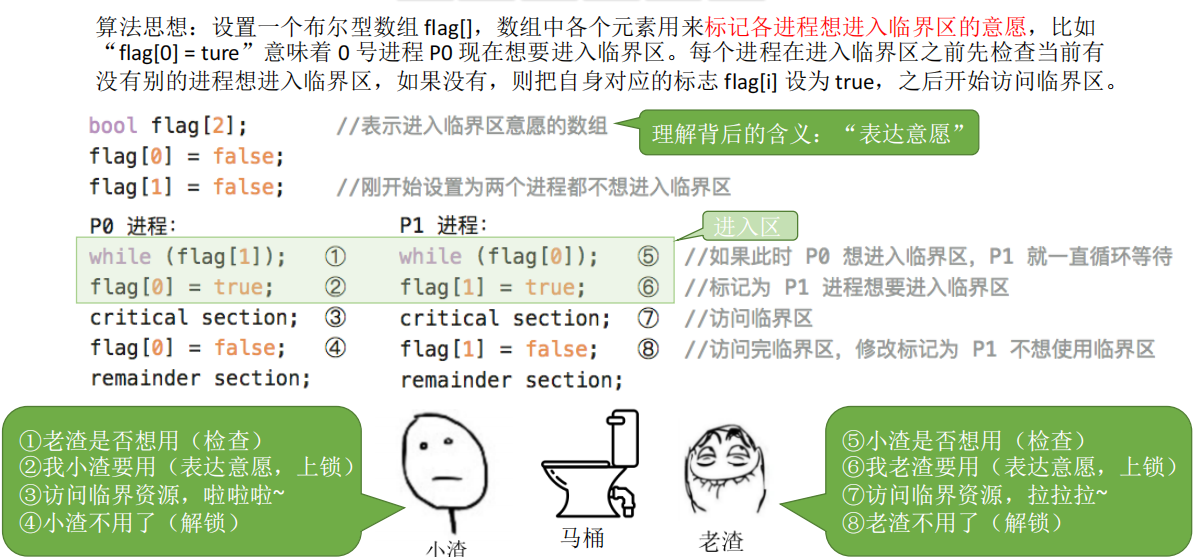 算法思想：设置一个布尔型数组 flag[]，数组中各个元素用来标记各进程想进入临界区的意愿，比如
“flag[0] = ture”意味着 0 号进程 P0 现在想要进入临界区。每个进程在进入临界区之前先检查当前有
没有别的进程想进入临界区，如果没有，则把自身对应的标志 flag[i] 设为 true，之后开始访问临界区。
bool flag[2]; //表示进入临界区意愿的数组
理解背后的含义：“表达意愿”
flag[0] = false;
flag[1] = false; //刚开始设置为两个进程都不想进入临界区
P0 进程： P1 进程：
进入区
while (flag[1]); ① while (flag[0]); ⑤ //如果此时 P0 想进入临界区，P1 就一直循环等待
flag[0] = true; ② flag[1] = true; ⑥ //标记为 P1 进程想要进入临界区
critical section; ③ critical section; ⑦ //访问临界区
flag[0] = false; ④ flag[1] = false; ⑧ //访问完临界区，修改标记为 P1 不想使用临界区
remainder section; remainder section;
①老渣是否想用（检查）
②我小渣要用（表达意愿，上锁）
③访问临界资源，啦啦啦~
④小渣不用了（解锁）
小渣
马桶
老渣
⑤小渣是否想用（检查）
⑥我老渣要用（表达意愿，上锁）
⑦访问临界资源，拉拉拉~
⑧老渣不用了（解锁）